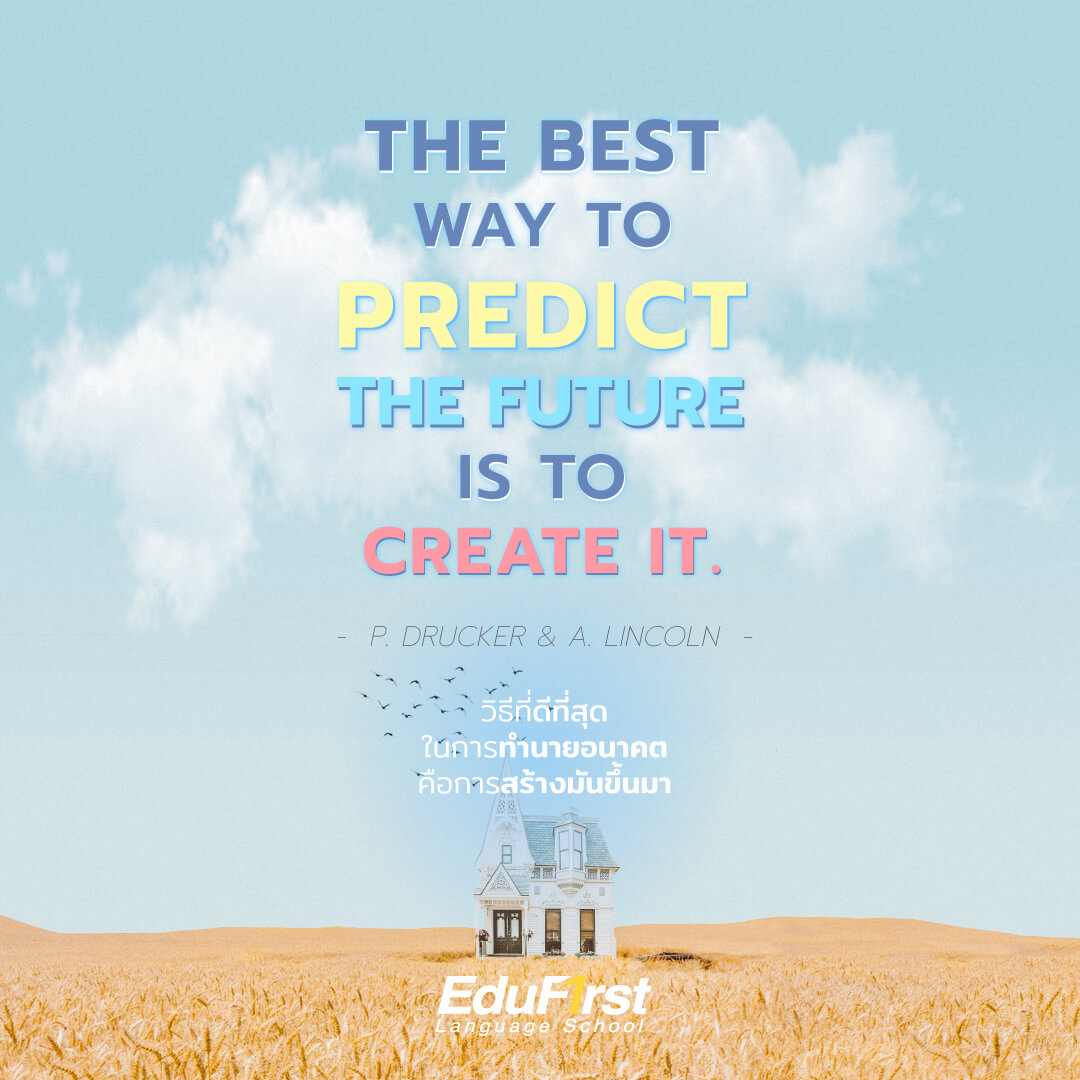 THE BEST
WAY TO
PREDICT
THE FUTURE
IS TO
CREATE IT.
- P. DRUCKER & A. LINCOLN -
วิธีที่ดีที่สุด
ในการทำนายอนาคต
คือการสร้างมันขึ้นมา
EduF1rst
Language School